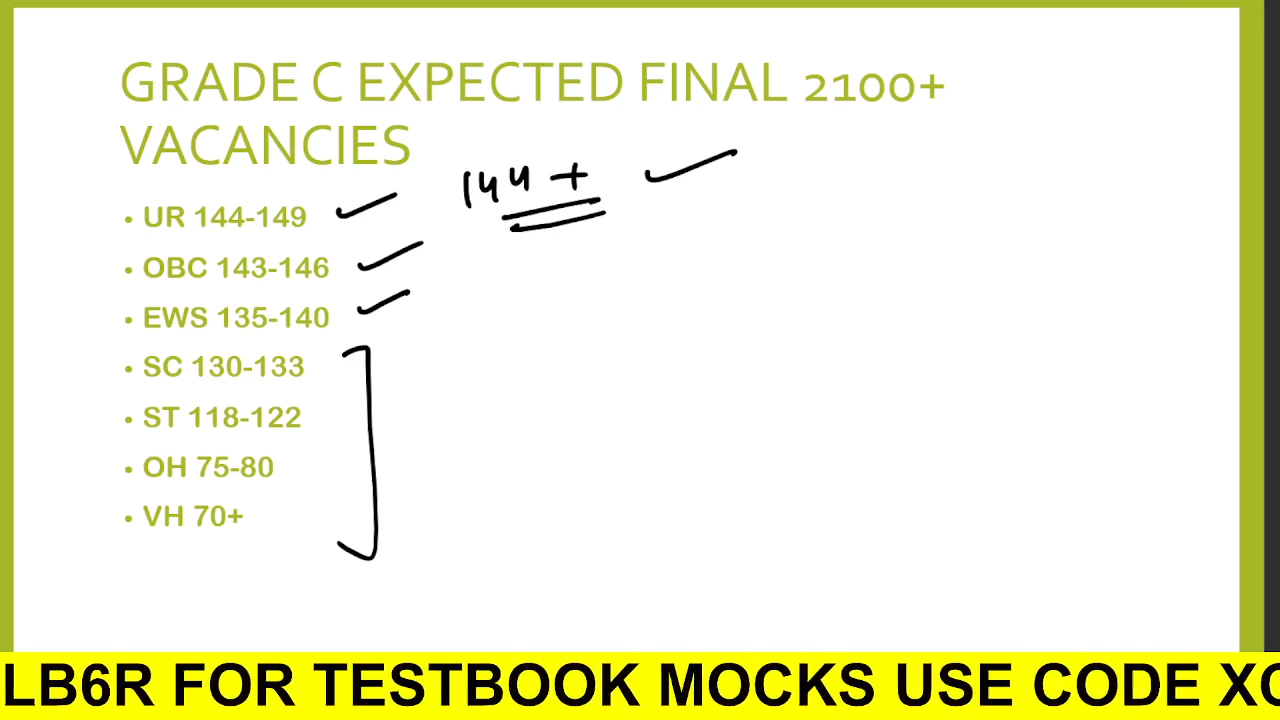 GRADE C EXPECTED FINAL 2100+
VACANCIES
144 +
• UR 144-149
• OBC 143-146
• EWS 135-140
• SC 130-133
• ST 118-122
• OH 75-80
• VH 70+
LB6R FOR TESTBOOK MOCKS USE CODE XC